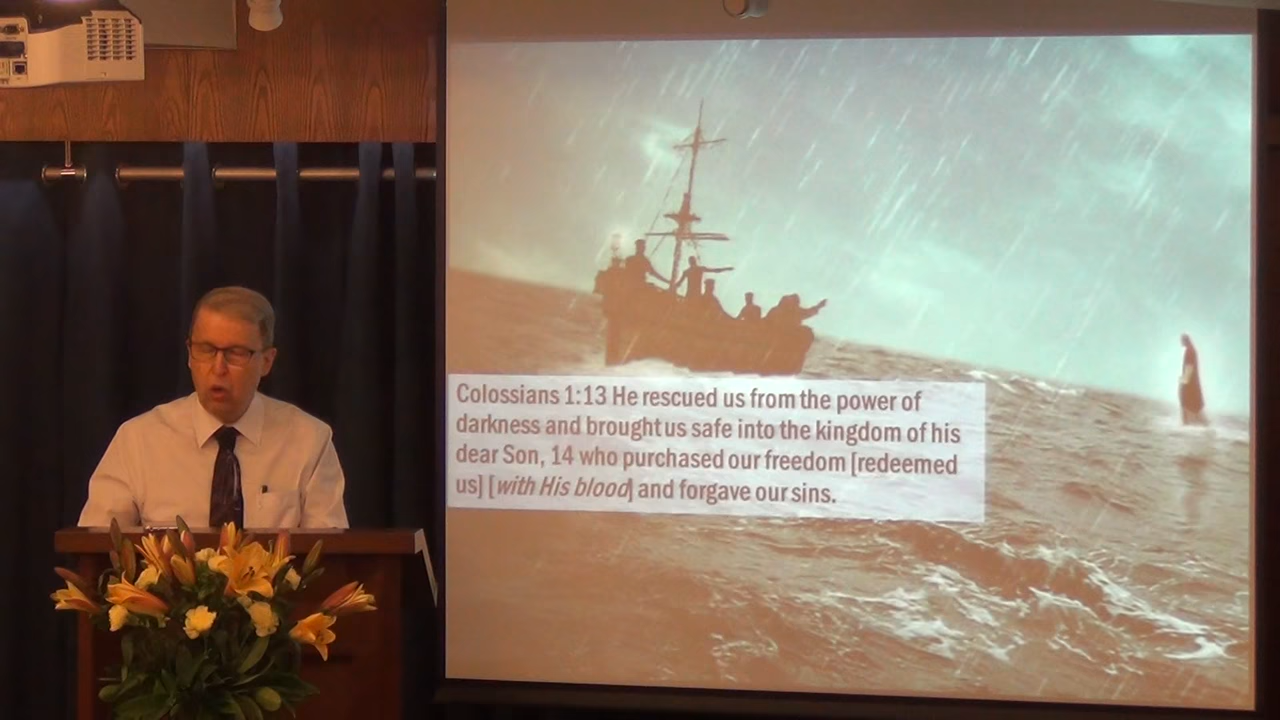 Colossians 1:13 He rescued us from the power of
darkness and brought us safe into the kingdom of his
dear Son, 14 who purchased our freedom [redeemed
us] [with His blood] and forgave our sins.